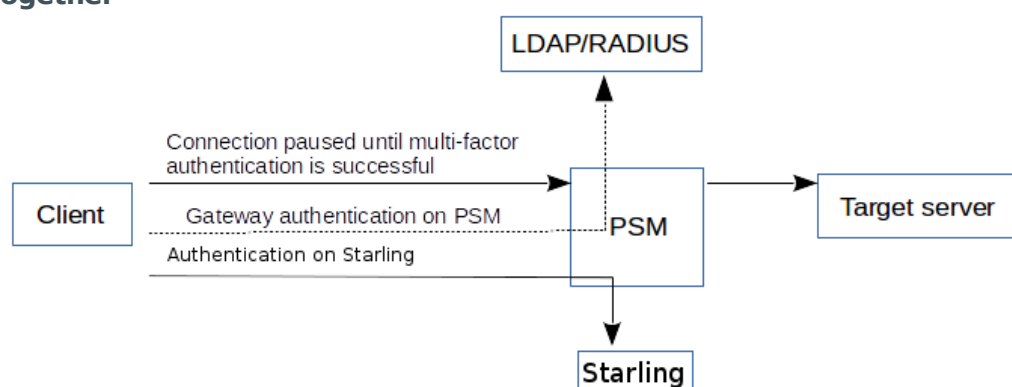 ogether
LDAP/RADIUS
Connection paused until multi-factor
authentication is successful
Client
Gateway authentication on PSM
PSM
Target server
Authentication on Starling
Starling